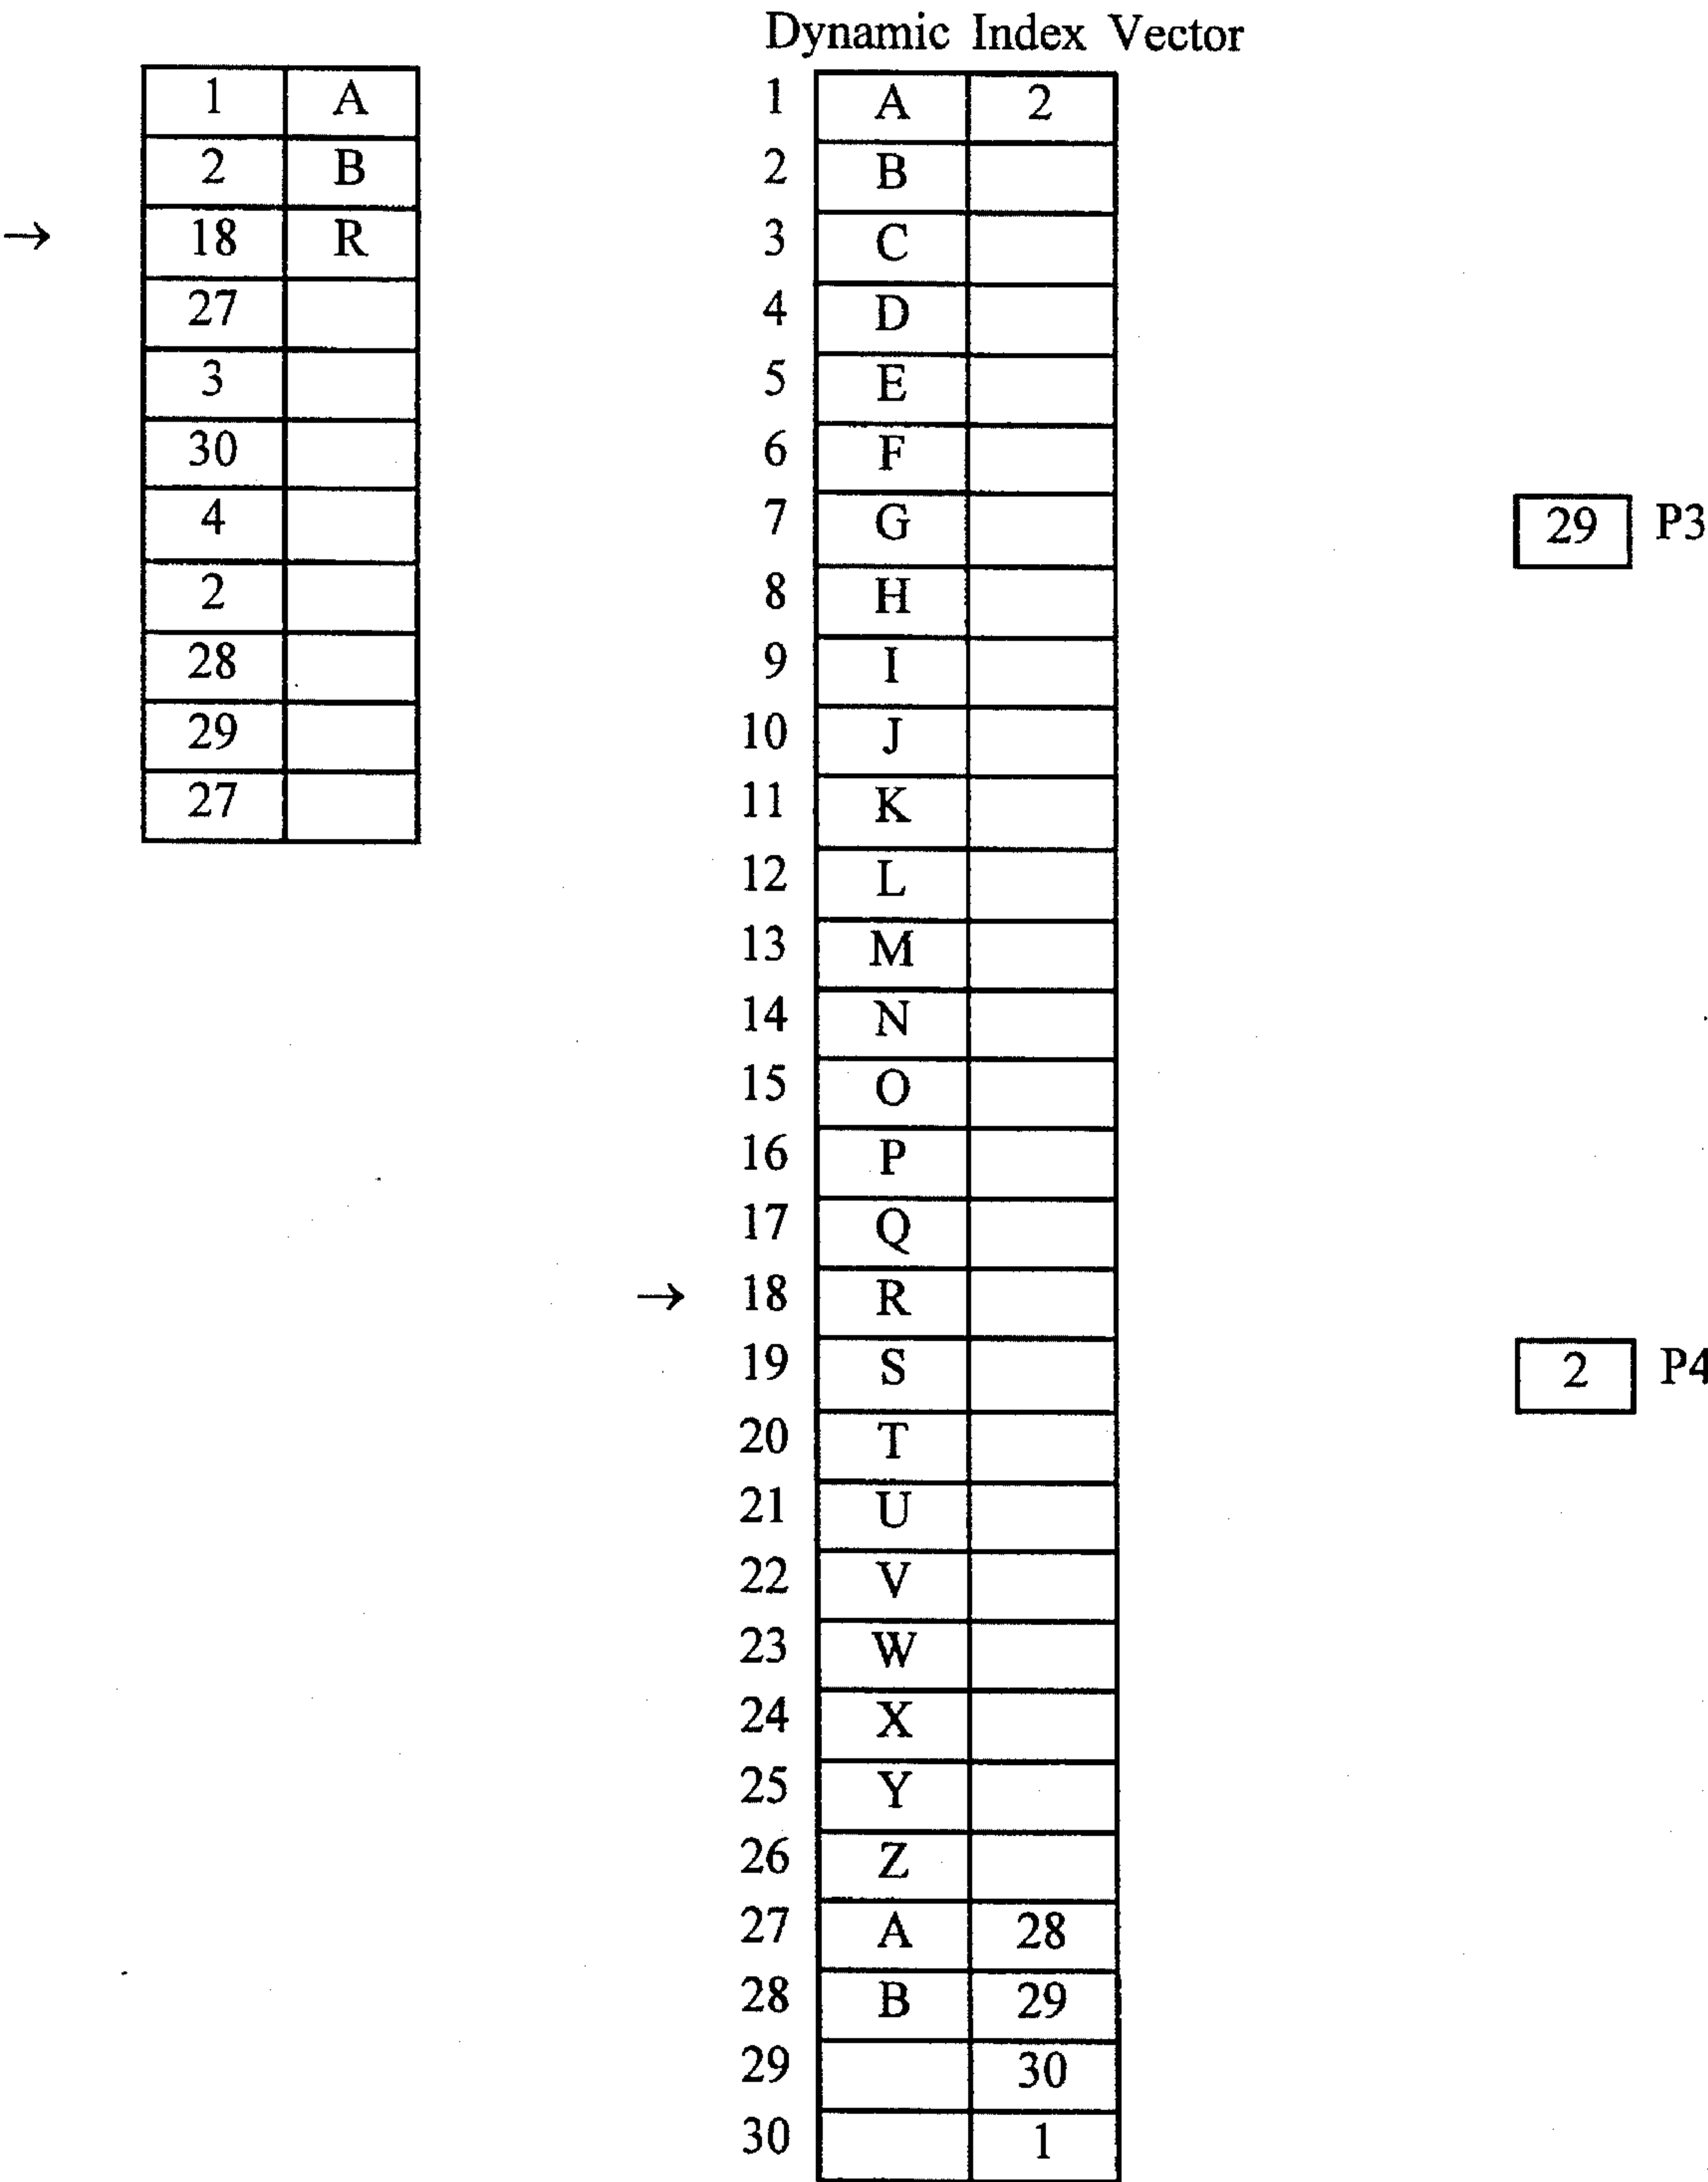 Dynamic Index Vector
1 A
2 B
→ 18 R
27
3
30
4
2
28
29
27
1 A 2
2 B
3 C
4 D
5 E
6 F
7 G
8 H
9 I
10 J
11 K
12 L
13 M
14 N
15 O
16 P
17 Q
→ 18 R
19 S
20 T
21 U
22 V
23 W
24 X
25 Y
26 Z
27 A 28
28 B 29
29 30
30 1
29 P3
2 P4